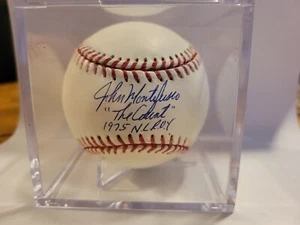 John Montefusco
"The Count"
1975 NL ROY